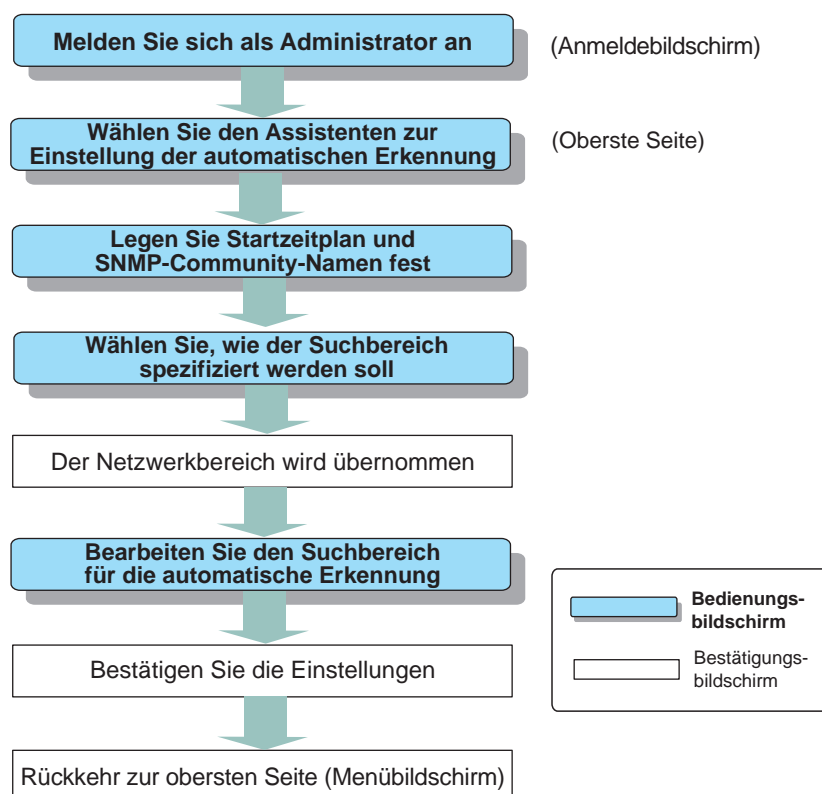 Melden Sie sich als Administrator an
(Anmeldebildschirm)
Wählen Sie den Assistenten zur
Einstellung der automatischen Erkennung
(Oberste Seite)
Legen Sie Startzeitplan und
SNMP-Community-Namen fest
Wählen Sie, wie der Suchbereich
spezifiziert werden soll
Der Netzwerkbereich wird übernommen
Bearbeiten Sie den Suchbereich
für die automatische Erkennung
Bestätigen Sie die Einstellungen
Rückkehr zur obersten Seite (Menübildschirm)
Bedienungs-
bildschirm
Bestätigungs-
bildschirm